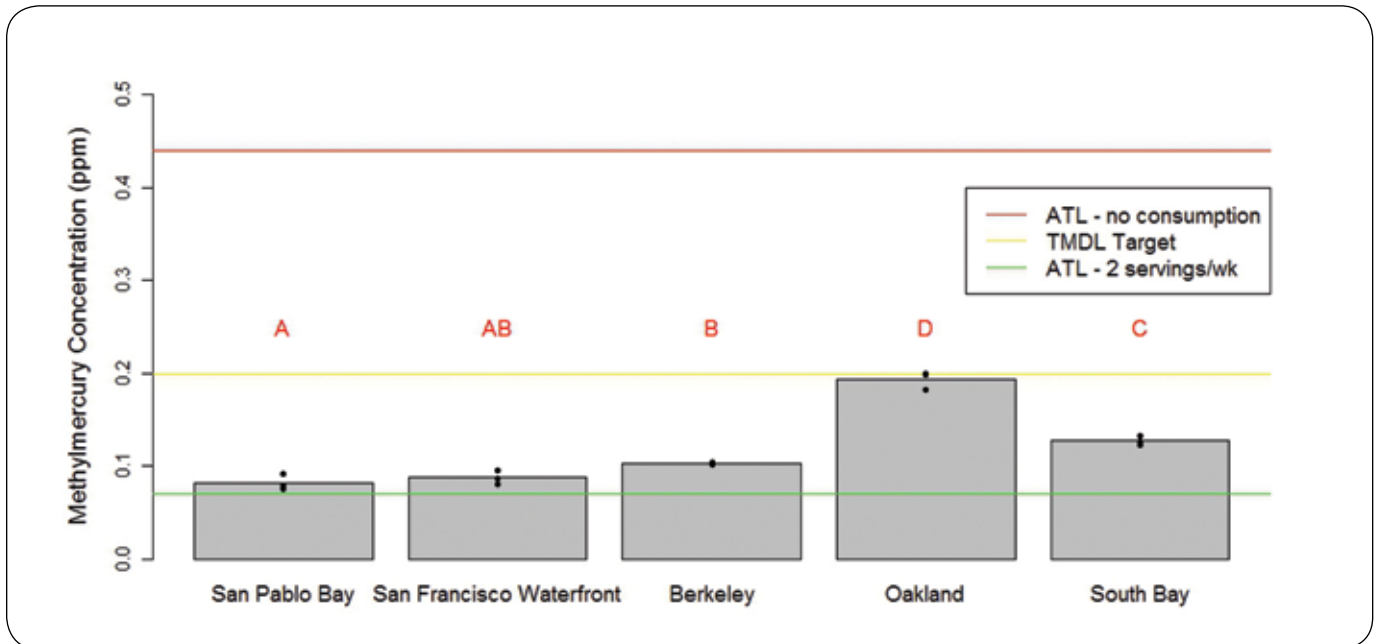 Methylmercury Concentration (ppm)
0.5
0.4
0.3
0.2
0.1
0.0
ATL - no consumption
TMDL Target
ATL - 2 servings/wk
A AB B D C
San Pablo Bay San Francisco Waterfront Berkeley Oakland South Bay